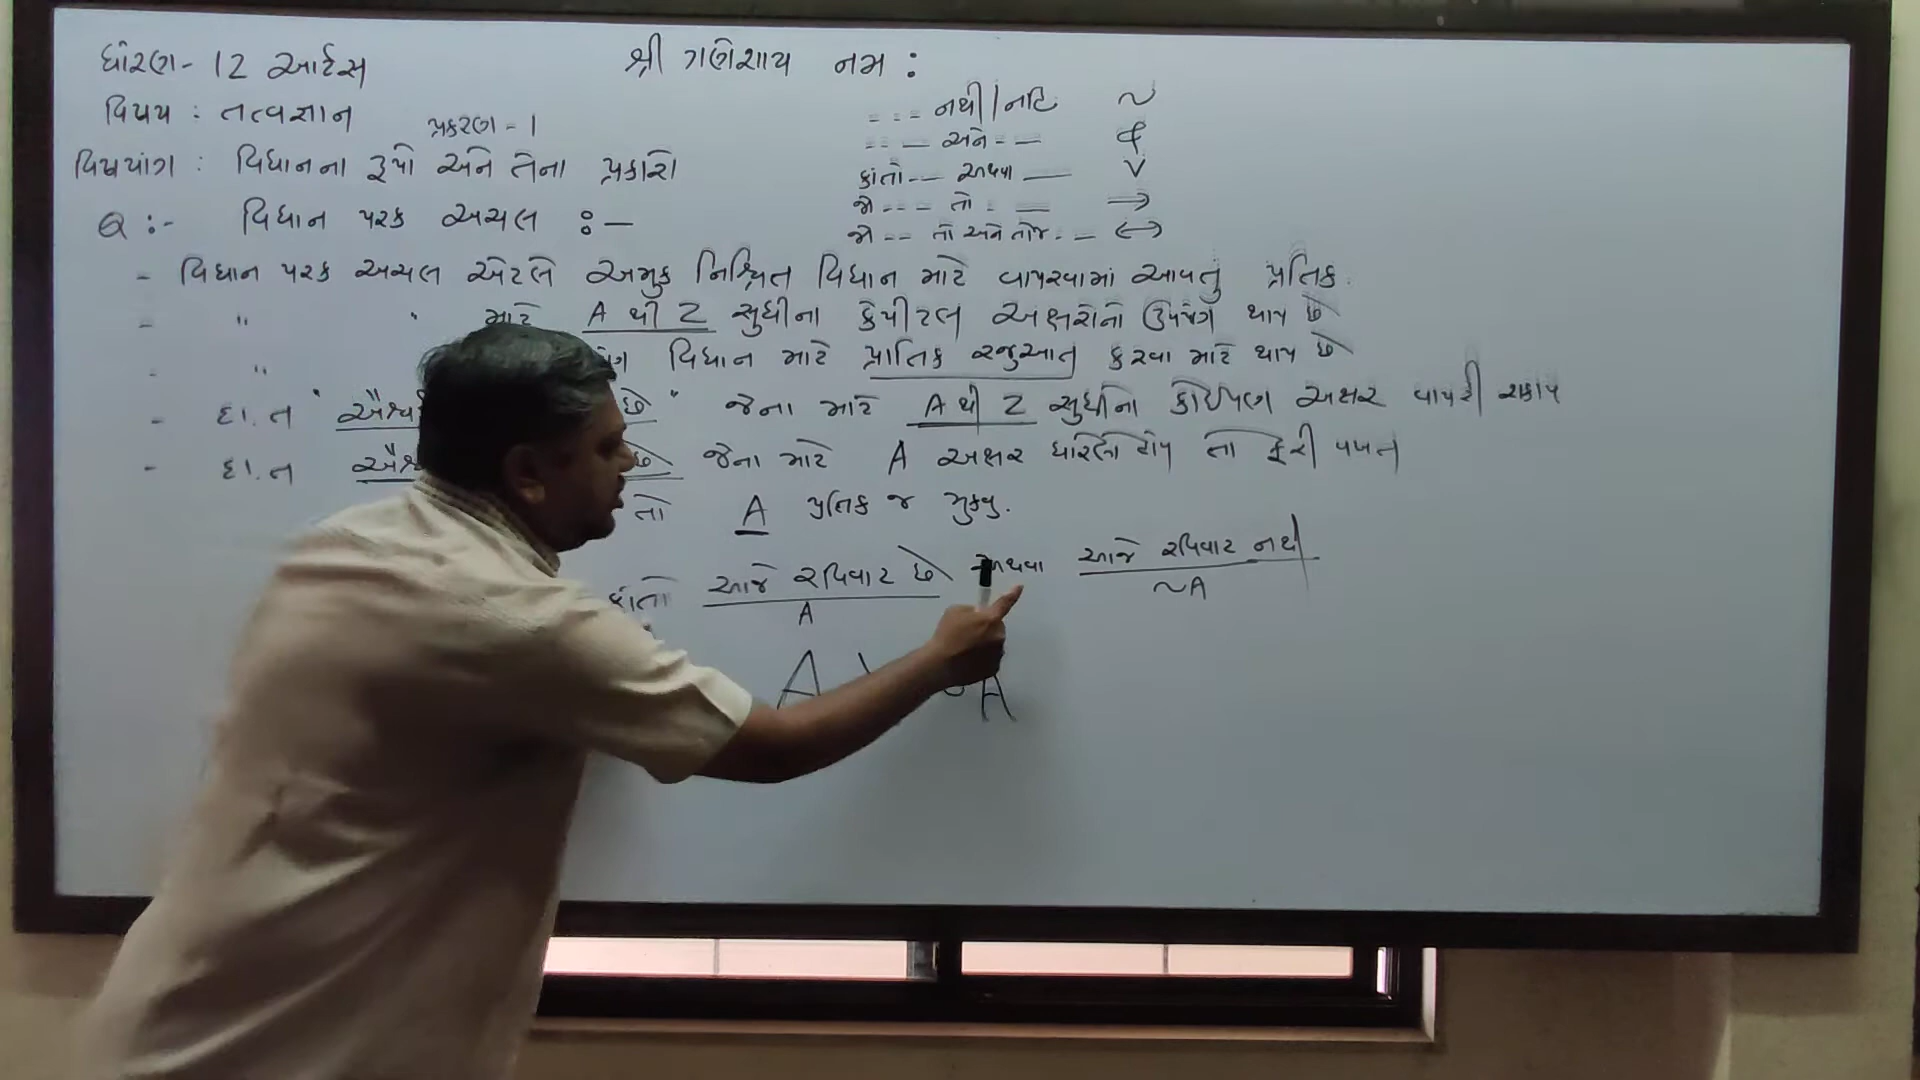 ધોરણ - 12 આર્ટસ
શ્રી ગણેશાય નમ :
વિષય : તત્વજ્ઞાન
પ્રકરણ - 1
વિષયાંગ : વિધાનના રૂપો અને તેના પ્રકારો
- - - નથી / નહિ ~
- - - અને - - &
કાંતો - - અથવા — v
જો - - - તો - — →
જો - - તો અને તોજ - - ↔
Q :- વિધાન પરક અચલ :-
- વિધાન પરક અચલ એટલે અમુક નિશ્ચિત વિધાન માટે વાપરવામાં આવતું પ્રતિક.
- " " માટે A થી Z સુધીના કેપીટલ અક્ષરોનો ઉપયોગ થાય છે
- " વિધાન માટે પ્રતિક રજુઆત કરવા માટે થાય છે
- દા.ત " છે " જેના માટે A થી Z સુધીનો કોઈપણ અક્ષર વાપરી શકાય
- દા.ત છે જેના માટે A અક્ષર ધારેલો હોય તો ફરી વખત
તો A પ્રતિક જ મુકવુ.
કાંતો આજે રવિવાર છે અથવા આજે રવિવાર નથી
A ~A
A v ~A